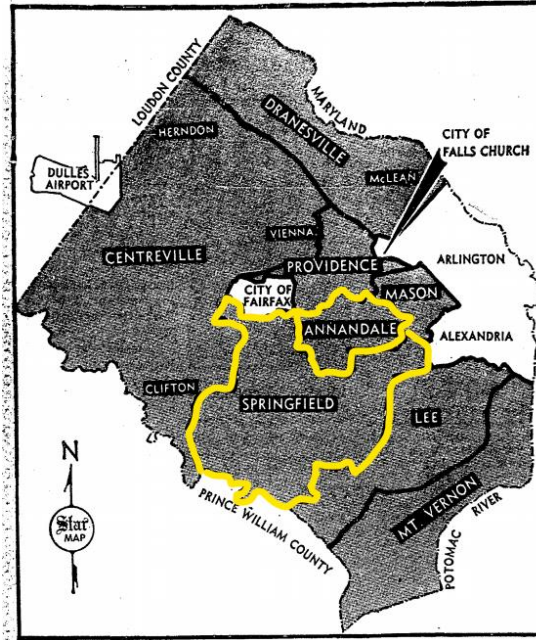 LOUDON COUNTY
MARYLAND
DRANESVILLE
HERNDON
CITY OF
FALLS CHURCH
McLEAN
DULLES
AIRPORT
VIENNA
CENTREVILLE
PROVIDENCE
ARLINGTON
CITY OF
FAIRFAX
MASON
ANNANDALE
ALEXANDRIA
CLIFTON
SPRINGFIELD
LEE
N
Star
MAP
PRINCE WILLIAM COUNTY
MT. VERNON
POTOMAC
RIVER